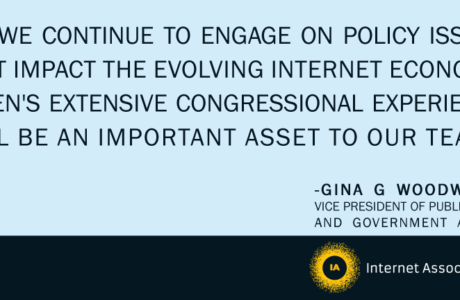 WE CONTINUE TO ENGAGE ON POLICY ISS
T IMPACT THE EVOLVING INTERNET ECONO
EN'S EXTENSIVE CONGRESSIONAL EXPERIE
L BE AN IMPORTANT ASSET TO OUR TEA
-GINA G WOODW
VICE PRESIDENT OF PUBLI
AND GOVERNMENT A
IA Internet Assoc